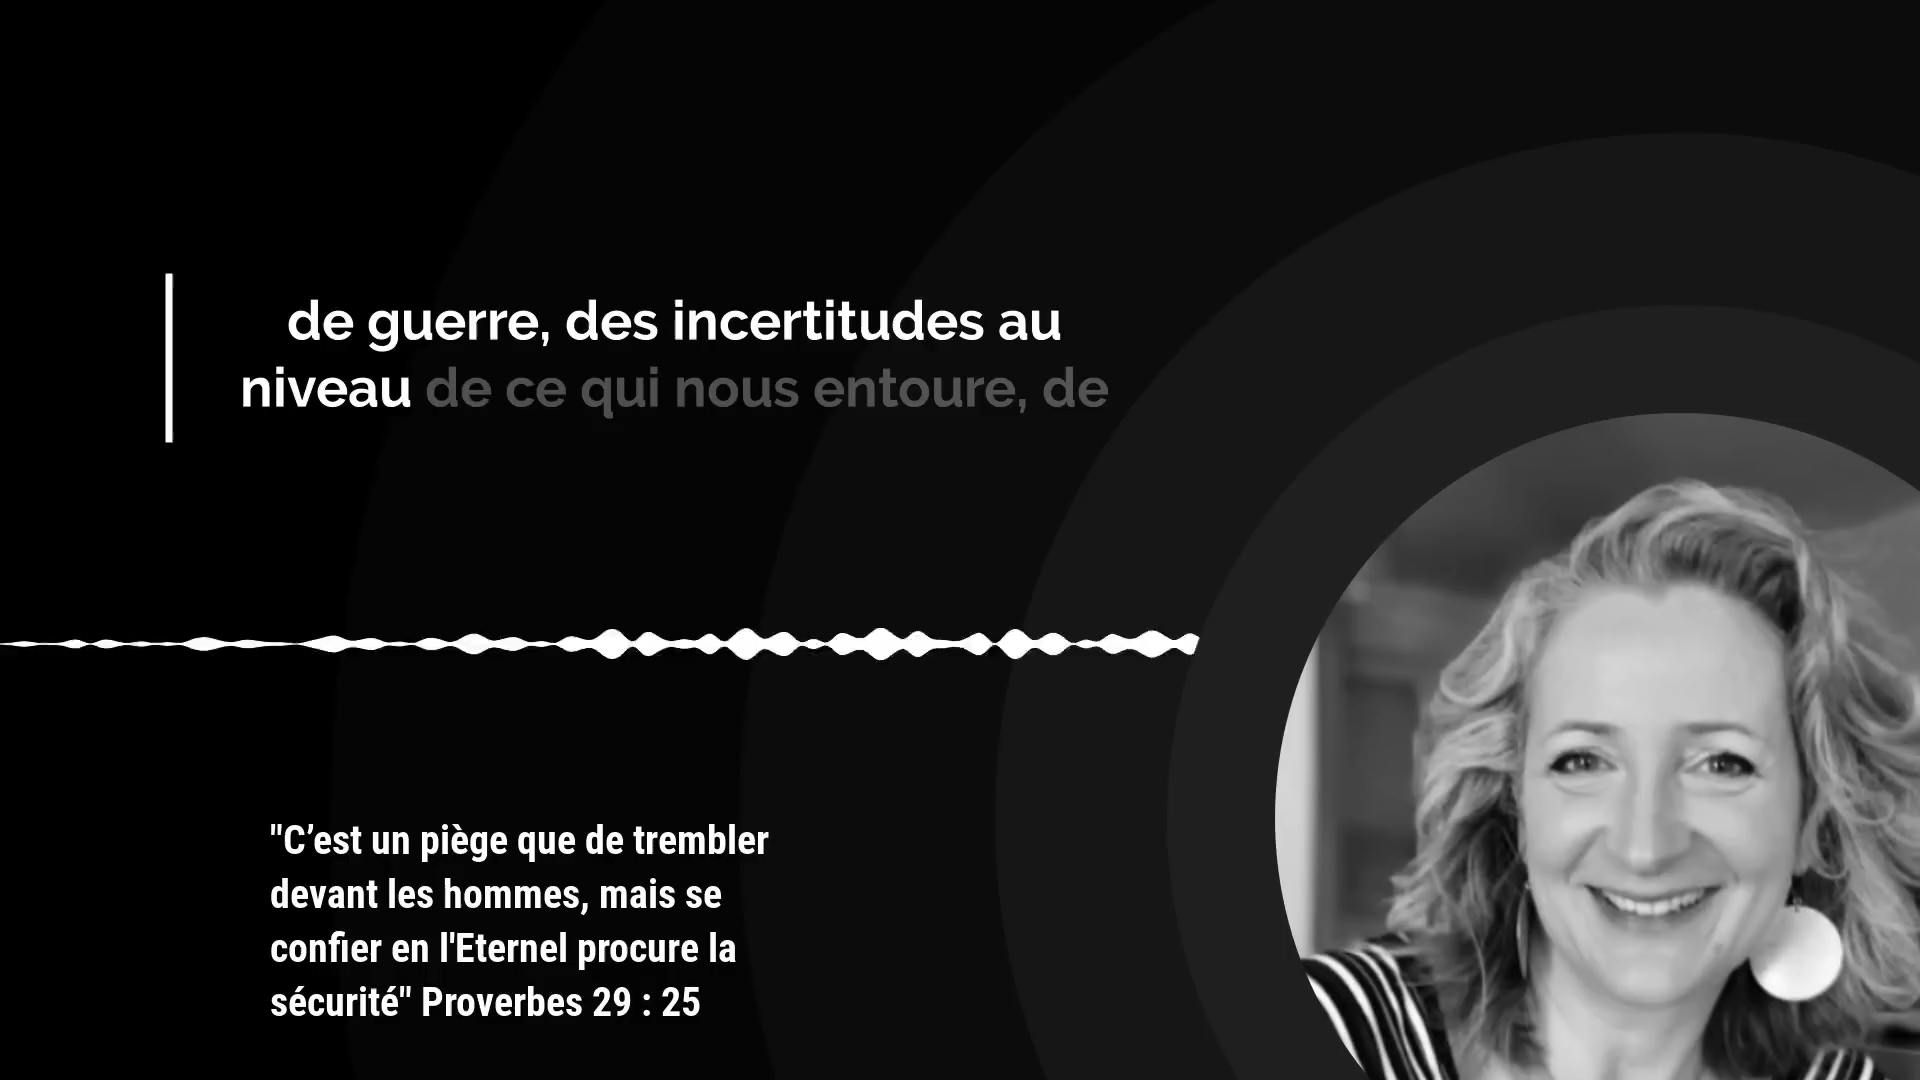 de guerre, des incertitudes au
niveau de ce qui nous entoure, de
"C’est un piège que de trembler
devant les hommes, mais se
confier en l'Eternel procure la
sécurité" Proverbes 29 : 25